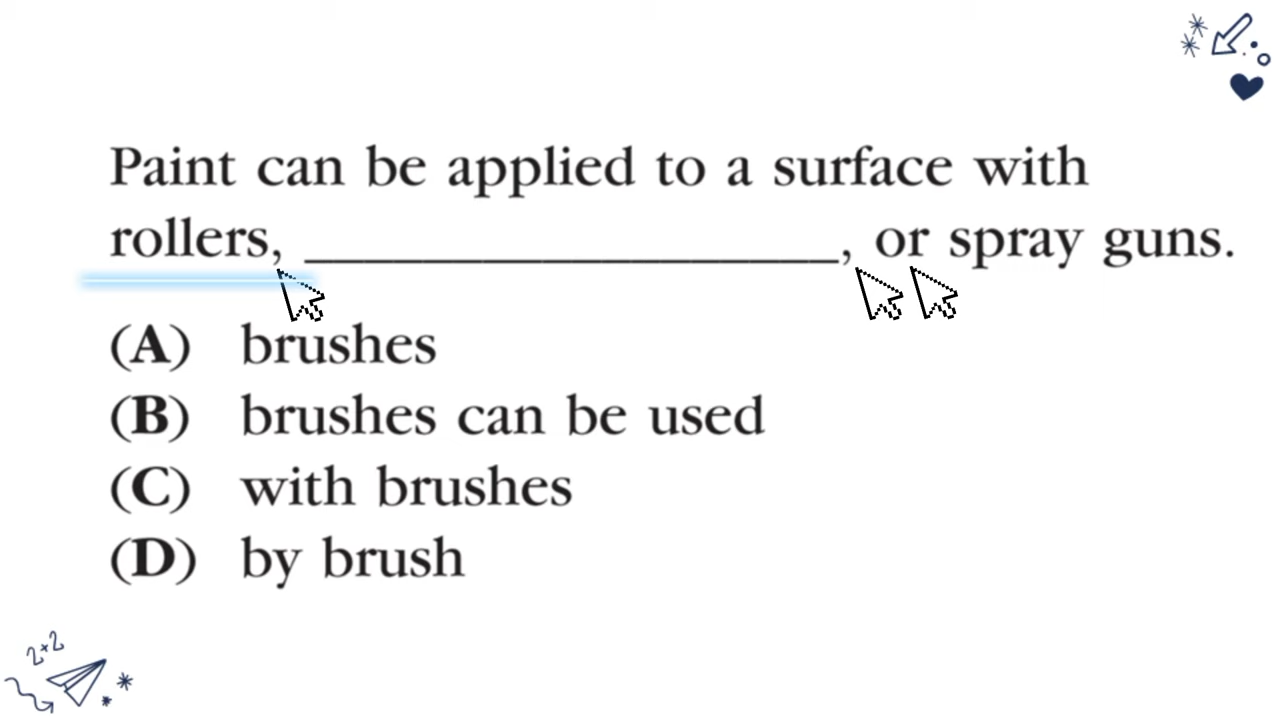 Paint can be applied to a surface with
rollers, ____________________, or spray guns.
(A) brushes
(B) brushes can be used
(C) with brushes
(D) by brush
2+2